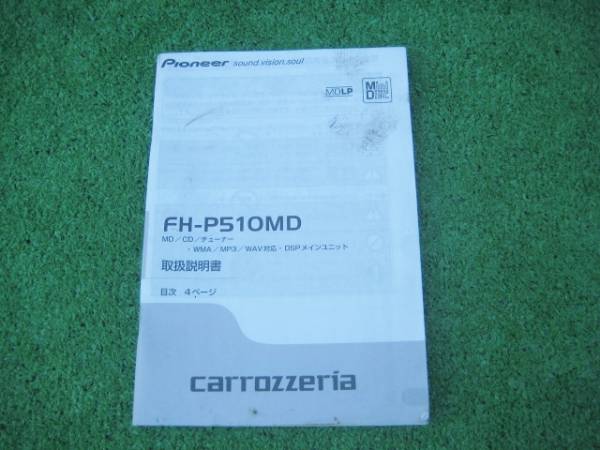 Pioneer sound.vision.soul
MDLP
Mini Disc
FH-P510MD
MD／CD／チューナー
・WMA／MP3／WAV対応・DSPメインユニット
取扱説明書
目次 4ページ
carrozzeria